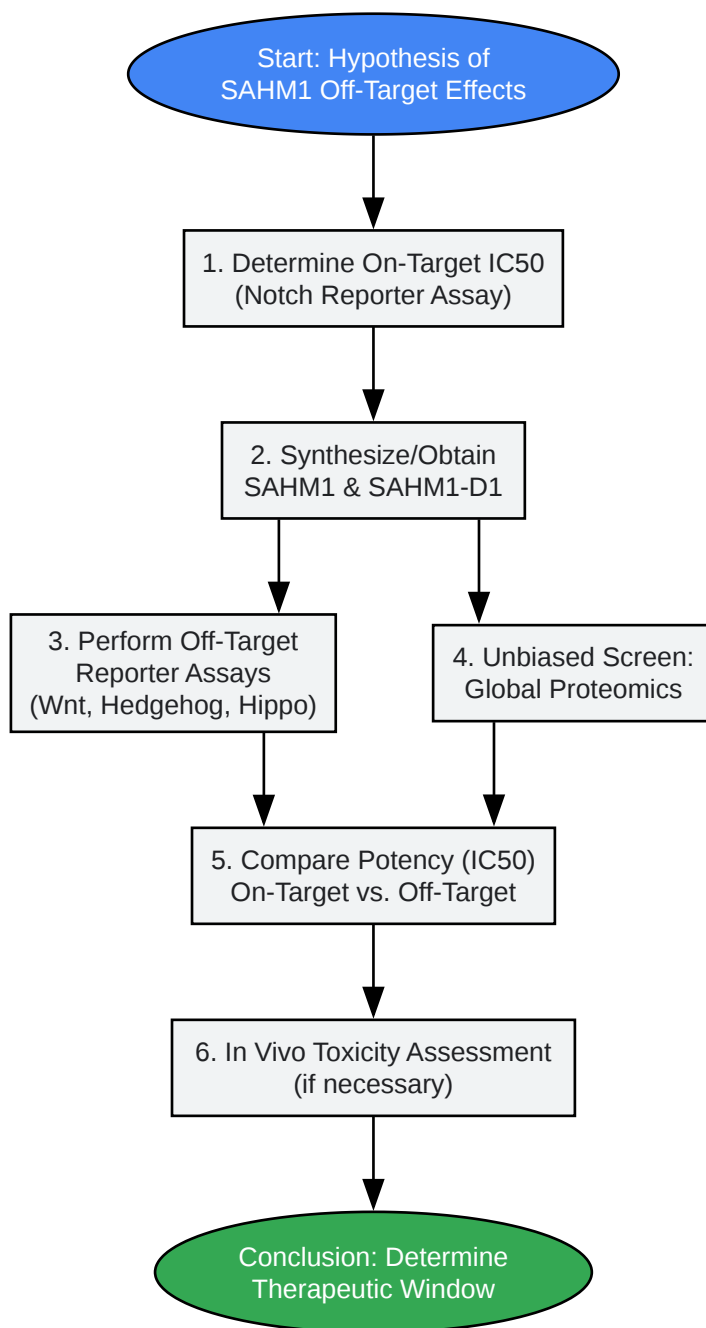 Start: Hypothesis of
SAHM1 Off-Target Effects
1. Determine On-Target IC50
(Notch Reporter Assay)
2. Synthesize/Obtain
SAHM1 & SAHM1-D1
3. Perform Off-Target
Reporter Assays
(Wnt, Hedgehog, Hippo)
4. Unbiased Screen:
Global Proteomics
5. Compare Potency (IC50)
On-Target vs. Off-Target
6. In Vivo Toxicity Assessment
(if necessary)
Conclusion: Determine
Therapeutic Window